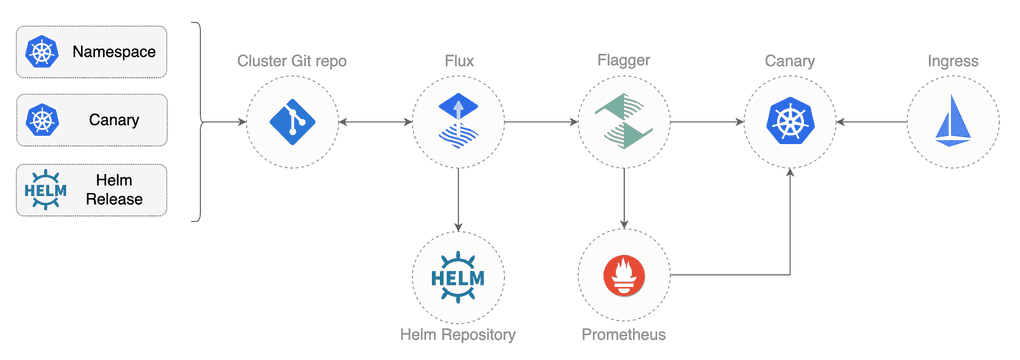 Namespace
Canary
HELM
Helm
Release
Cluster Git repo
Flux
Flagger
Canary
Ingress
HELM
Helm Repository
Prometheus